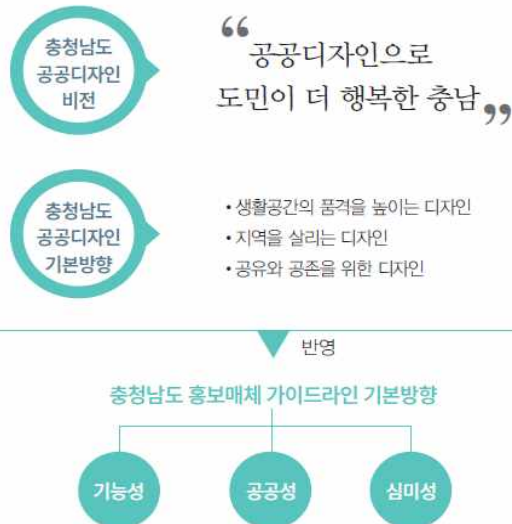 충청남도
공공디자인
비전
“공공디자인으로
도민이 더 행복한 충남”
충청남도
공공디자인
기본방향
• 생활공간의 품격을 높이는 디자인
• 지역을 살리는 디자인
• 공유와 공존을 위한 디자인
반영
충청남도 홍보매체 가이드라인 기본방향
기능성 공공성 심미성